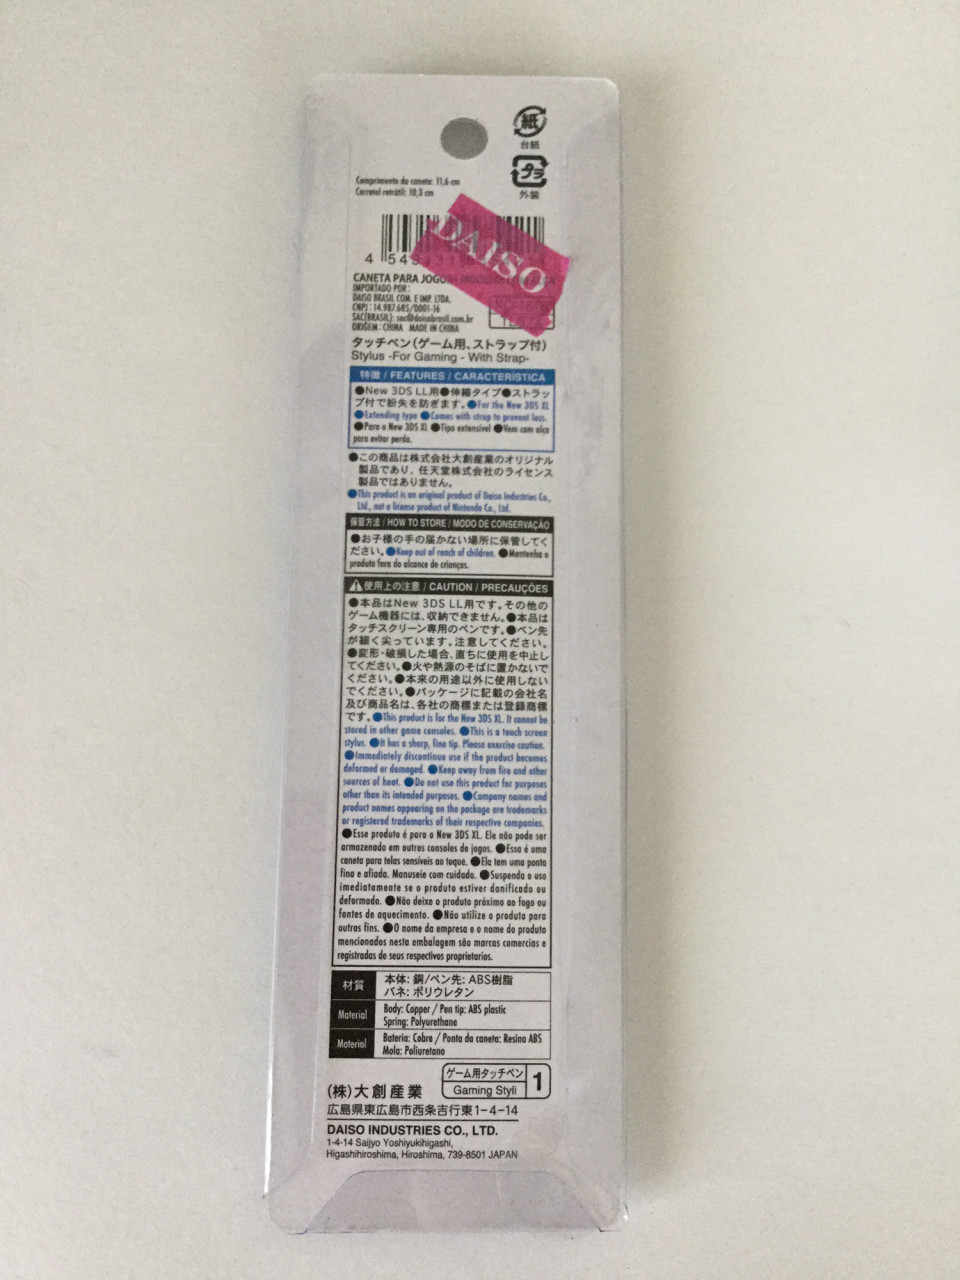 紙
台紙
プラ
外装
Comprimento da caneta: 11,6 cm
Carretel retrátil: 10,3 cm
DAISO
4 549
CANETA PARA JOGO
IMPORTADO POR:
DAISO BRASIL COM. E IMP. LTDA.
CNPJ: 14.987.685/0001-16
SAC(BRASIL): sac@daisobrasil.com.br
ORIGEM: CHINA MADE IN CHINA
タッチペン(ゲーム用、ストラップ付)
Stylus -For Gaming - With Strap-
特徴 / FEATURES / CARACTERÍSTICA
●New 3DS LL用●伸縮タイプ●ストラッ
プ付で紛失を防ぎます。●For the New 3DS XL
●Extending type ●Comes with strap to prevent loss.
●Para o New 3DS XL ●Tipo extensível ●Vem com alça
para evitar perda.
●この商品は株式会社大創産業のオリジナル
製品であり、任天堂株式会社のライセンス
製品ではありません。
●This product is an original product of Daiso Industries Co.,
Ltd., not a license product of Nintendo Co., Ltd.
保管方法 / HOW TO STORE / MODO DE CONSERVAÇÃO
●お子様の手の届かない場所に保管してく
ださい。●Keep out of reach of children. ●Mantenha o
produto fora do alcance de crianças.
使用上の注意 / CAUTION / PRECAUÇÕES
●本品はNew 3DS LL用です。その他の
ゲーム機器には、収納できません。●本品は
タッチスクリーン専用のペンです。●ペン先
が細く尖っています。注意してください。
●変形・破損した場合、直ちに使用を中止し
てください。●火や熱源のそばに置かないで
ください。●本来の用途以外に使用しない
でください。●パッケージに記載の会社名
及び商品名は、各社の商標または登録商標
です。●This product is for the New 3DS XL. It cannot be
stored in other game consoles. ●This is a touch screen
stylus. ●It has a sharp, fine tip. Please exercise caution.
●Immediately discontinue use if the product becomes
deformed or damaged. ●Keep away from fire and other
sources of heat. ●Do not use this product for purposes
other than its intended purposes. ●Company names and
product names appearing on the package are trademarks
or registered trademarks of their respective companies.
●Esse produto é para o New 3DS XL. Ele não pode ser
armazenado em outros consoles de jogos. ●Essa é uma
caneta para telas sensíveis ao toque. ●Ela tem uma ponta
fina e afiada. Manuseie com cuidado. ●Suspenda o uso
imediatamente se o produto estiver danificado ou
deformado. ●Não deixe o produto próximo ao fogo ou
fontes de aquecimento. ●Não utilize o produto para
outros fins. ●O nome da empresa e o nome do produto
mencionados nesta embalagem são marcas comercias e
registradas de seus respectivos proprietarios.
材質
本体: 銅/ペン先: ABS樹脂
バネ: ポリウレタン
Material
Body: Copper / Pen tip: ABS plastic
Spring: Polyurethane
Material
Bateria: Cobre / Ponta da caneta: Resina ABS
Mola: Poliuretano
ゲーム用タッチペン
Gaming Styli
1
(株)大創産業
広島県東広島市西条吉行東1-4-14
DAISO INDUSTRIES CO., LTD.
1-4-14 Saijyo Yoshiyukihigashi,
Higashihiroshima, Hiroshima, 739-8501 JAPAN